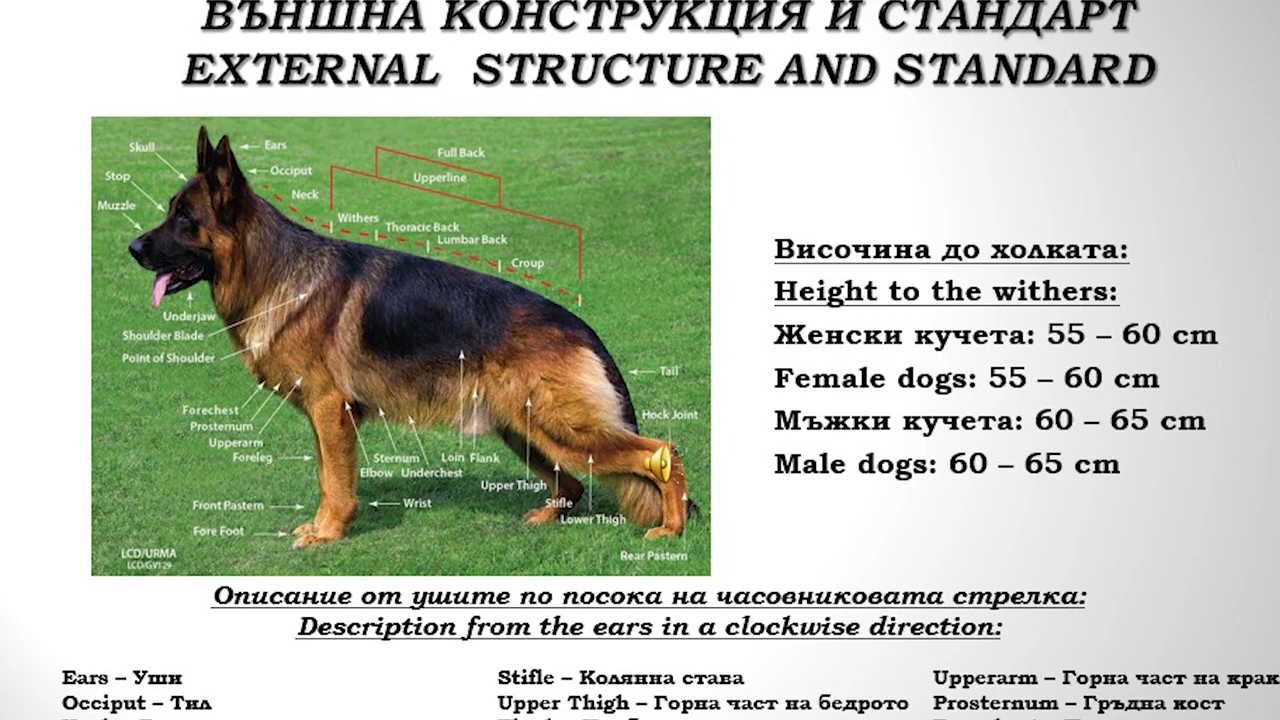 ВЪНШНА КОНСТРУКЦИЯ И СТАНДАРТ
EXTERNAL STRUCTURE AND STANDARD
Skull
Ears
Full Back
Occiput
Stop
Upperline
Neck
Muzzle
Withers
Thoracic Back
Lumbar Back
Croup
Underjaw
Shoulder Blade
Point of Shoulder
Tail
Forechest
Hock Joint
Prosternum
Upperarm
Foreleg
Sternum
Loin
Flank
Elbow
Underchest
Upper Thigh
Front Pastern
Wrist
Stifle
Lower Thigh
Fore Foot
LCD/URMA
LCD/GV129
Rear Pastern
Височина до холката:
Height to the withers:
Женски кучета: 55 – 60 cm
Female dogs: 55 – 60 cm
Мъжки кучета: 60 – 65 cm
Male dogs: 60 – 65 cm
Описание от ушите по посока на часовниковата стрелка:
Description from the ears in a clockwise direction:
Ears – Уши
Occiput – Тил
Stifle – Колянна става
Upper Thigh – Горна част на бедрото
Upperarm – Горна част на крак
Prosternum – Гръдна кост